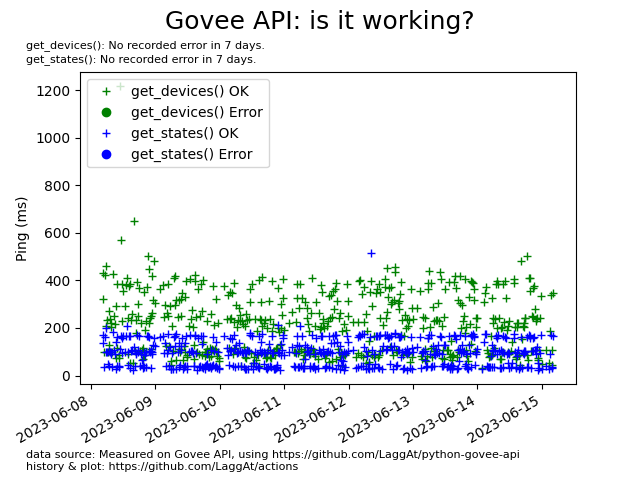 Govee API: is it working?
get_devices(): No recorded error in 7 days.
get_states(): No recorded error in 7 days.
1200
1000
800
600
400
200
0
Ping (ms)
get_devices() OK
get_devices() Error
get_states() OK
get_states() Error
2023-06-08
2023-06-09
2023-06-10
2023-06-11
2023-06-12
2023-06-13
2023-06-14
2023-06-15
data source: Measured on Govee API, using https://github.com/LaggAt/python-govee-api
history & plot: https://github.com/LaggAt/actions